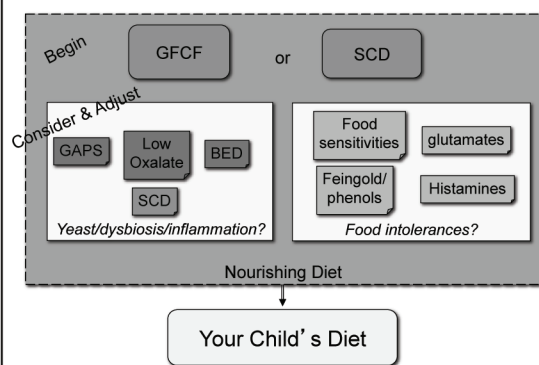 Begin
GFCF
or
SCD
Consider & Adjust
GAPS
Low
Oxalate
BED
SCD
Yeast/dysbiosis/inflammation?
Food
sensitivities
glutamates
Feingold/
phenols
Histamines
Food intolerances?
Nourishing Diet
Your Child's Diet